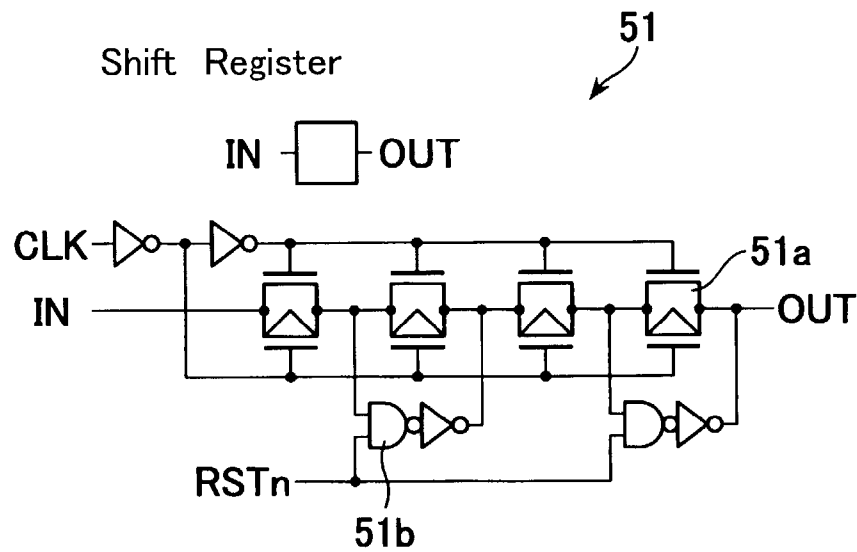 51
Shift Register
IN OUT
CLK
51a
IN OUT
RSTn
51b